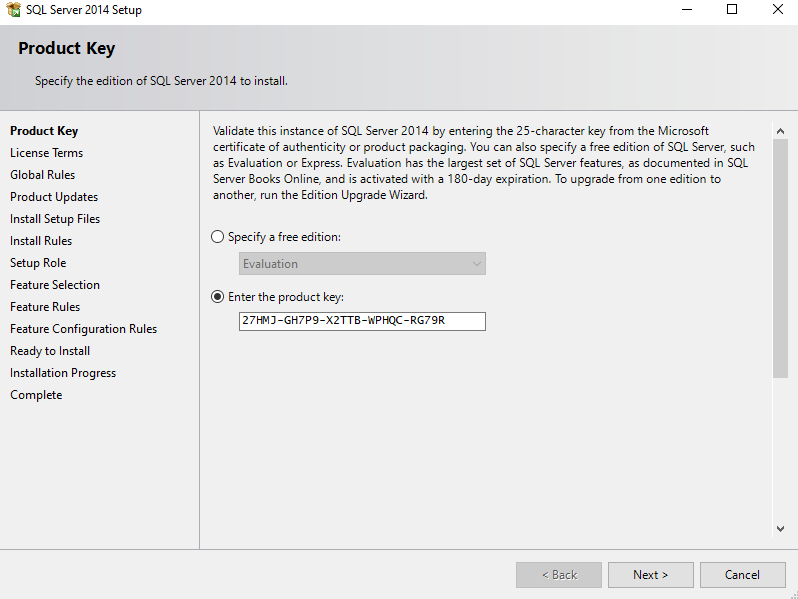 SQL Server 2014 Setup
Product Key
Specify the edition of SQL Server 2014 to install.
Product Key
License Terms
Global Rules
Product Updates
Install Setup Files
Install Rules
Setup Role
Feature Selection
Feature Rules
Feature Configuration Rules
Ready to Install
Installation Progress
Complete
Validate this instance of SQL Server 2014 by entering the 25-character key from the Microsoft
certificate of authenticity or product packaging. You can also specify a free edition of SQL Server, such
as Evaluation or Express. Evaluation has the largest set of SQL Server features, as documented in SQL
Server Books Online, and is activated with a 180-day expiration. To upgrade from one edition to
another, run the Edition Upgrade Wizard.
Specify a free edition:
Evaluation
Enter the product key:
27HMJ-GH7P9-X2TTB-WPHQC-RG79R
< Back
Next >
Cancel